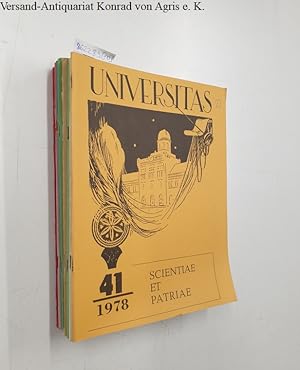 Versand-Antiquariat Konrad von Agris e. K.
UNIVERSITAS
41
1978
SCIENTIAE
ET
PATRIAE